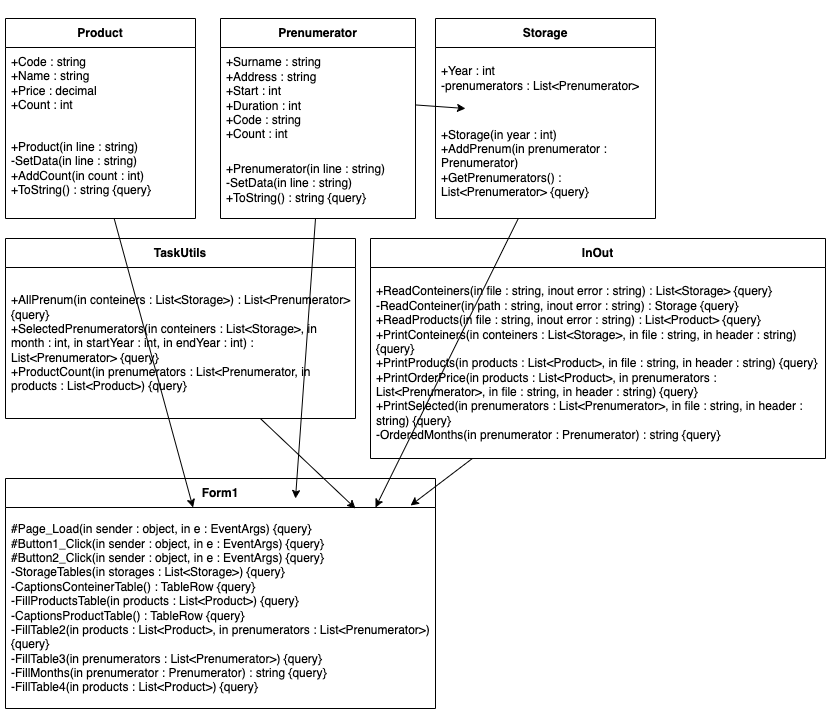 Product
+Code : string
+Name : string
+Price : decimal
+Count : int
+Product(in line : string)
-SetData(in line : string)
+AddCount(in count : int)
+ToString() : string {query}
Prenumerator
+Surname : string
+Address : string
+Start : int
+Duration : int
+Code : string
+Count : int
+Prenumerator(in line : string)
-SetData(in line : string)
+ToString() : string {query}
Storage
+Year : int
-prenumerators : List<Prenumerator>
+Storage(in year : int)
+AddPrenum(in prenumerator :
Prenumerator)
+GetPrenumerators() :
List<Prenumerator> {query}
TaskUtils
+AllPrenum(in conteiners : List<Storage>) : List<Prenumerator>
{query}
+SelectedPrenumerators(in conteiners : List<Storage>, in
month : int, in startYear : int, in endYear : int) :
List<Prenumerator> {query}
+ProductCount(in prenumerators : List<Prenumerator, in
products : List<Product>) {query}
InOut
+ReadConteiners(in file : string, inout error : string) : List<Storage> {query}
-ReadConteiner(in path : string, inout error : string) : Storage {query}
+ReadProducts(in file : string, inout error : string) : List<Product> {query}
+PrintConteiners(in conteiners : List<Storage>, in file : string, in header : string)
{query}
+PrintProducts(in products : List<Product>, in file : string, in header : string) {query}
+PrintOrderPrice(in products : List<Product>, in prenumerators :
List<Prenumerator>, in file : string, in header : string) {query}
+PrintSelected(in prenumerators : List<Prenumerator>, in file : string, in header :
string) {query}
-OrderedMonths(in prenumerator : Prenumerator) : string {query}
Form1
#Page_Load(in sender : object, in e : EventArgs) {query}
#Button1_Click(in sender : object, in e : EventArgs) {query}
#Button2_Click(in sender : object, in e : EventArgs) {query}
-StorageTables(in storages : List<Storage>) {query}
-CaptionsConteinerTable() : TableRow {query}
-FillProductsTable(in products : List<Product>) {query}
-CaptionsProductTable() : TableRow {query}
-FillTable2(in products : List<Product>, in prenumerators : List<Prenumerator>)
{query}
-FillTable3(in prenumerators : List<Prenumerator>) {query}
-FillMonths(in prenumerator : Prenumerator) : string {query}
-FillTable4(in products : List<Product>) {query}